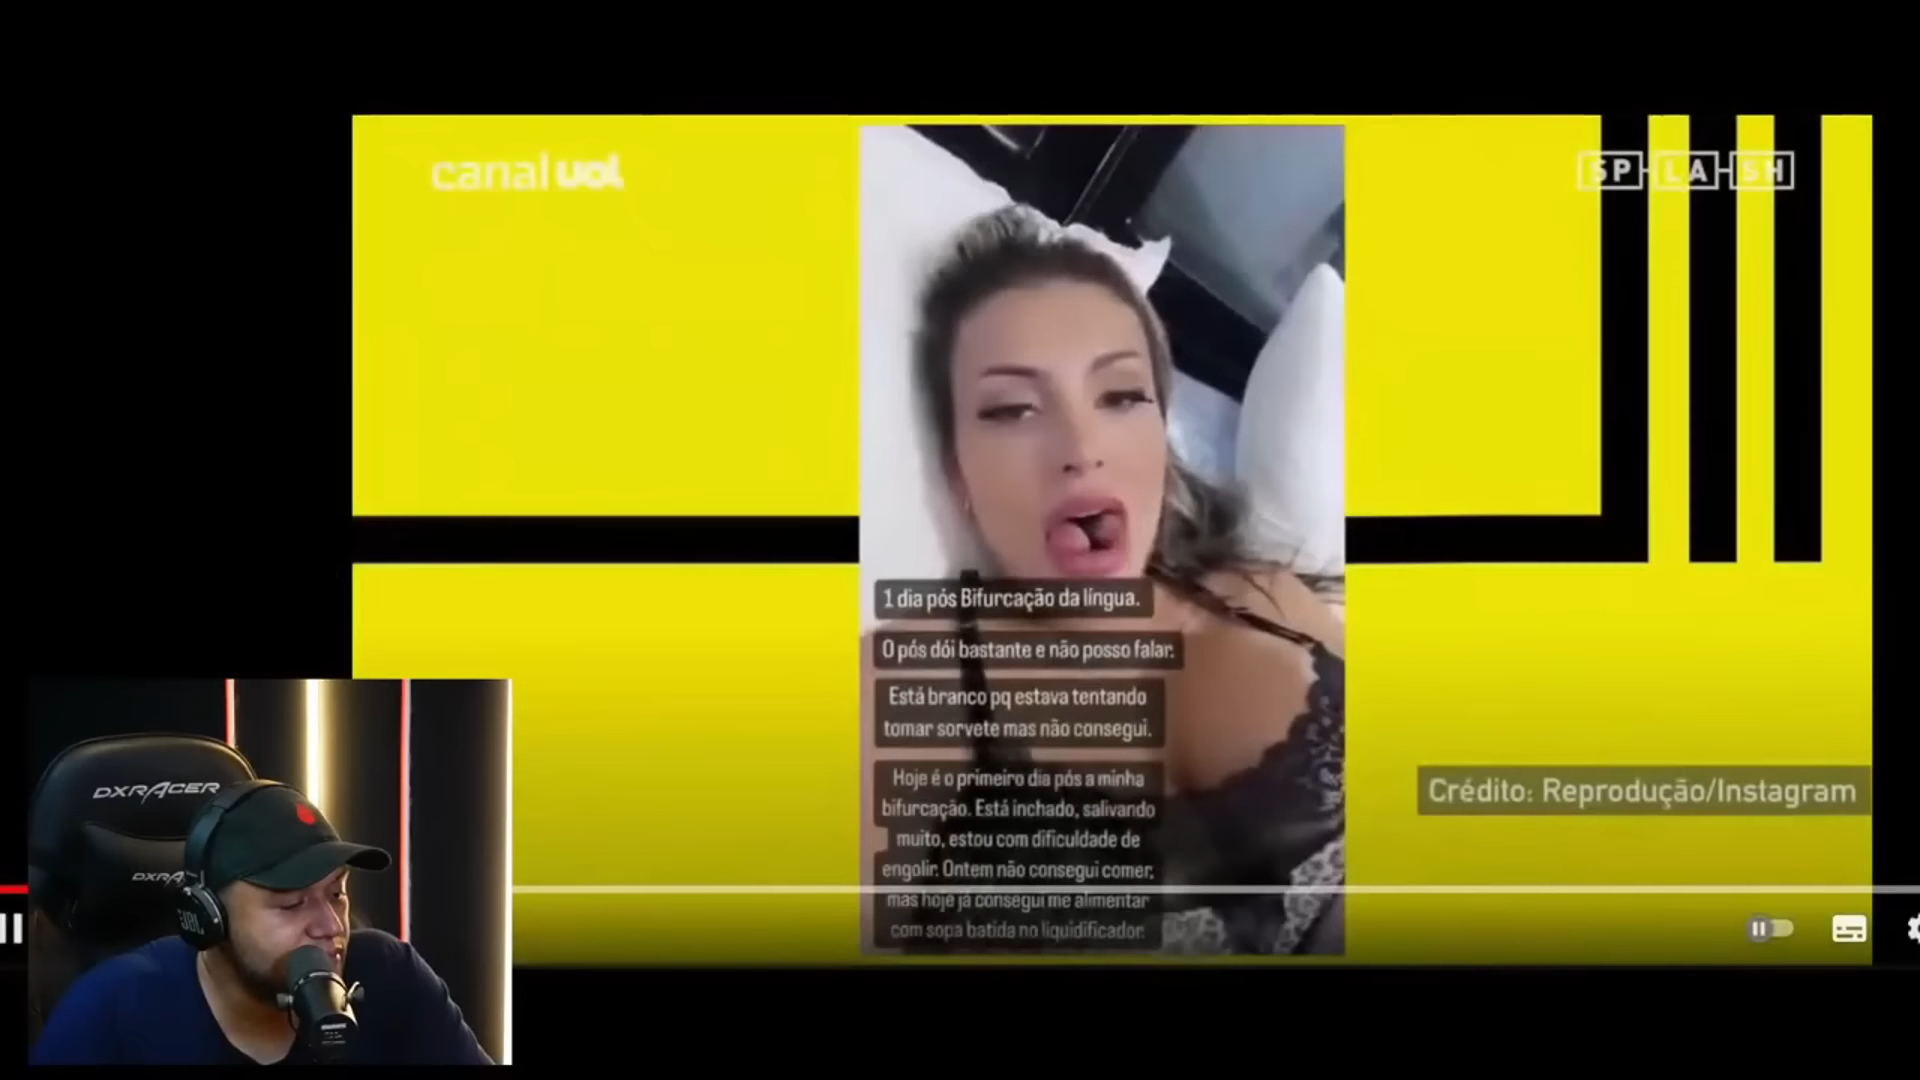 canal uol
SPLASH
1 dia pós Bifurcação da língua.
O pós dói bastante e não posso falar.
Está branco pq estava tentando
tomar sorvete mas não consegui.
Hoje é o primeiro dia pós a minha
bifurcação. Está inchado, salivando
muito, estou com dificuldade de
engolir. Ontem não consegui comer,
mas hoje já consegui me alimentar
com sopa batida no liquidificador.
Crédito: Reprodução/Instagram
DXRACER
DXRA
JBL